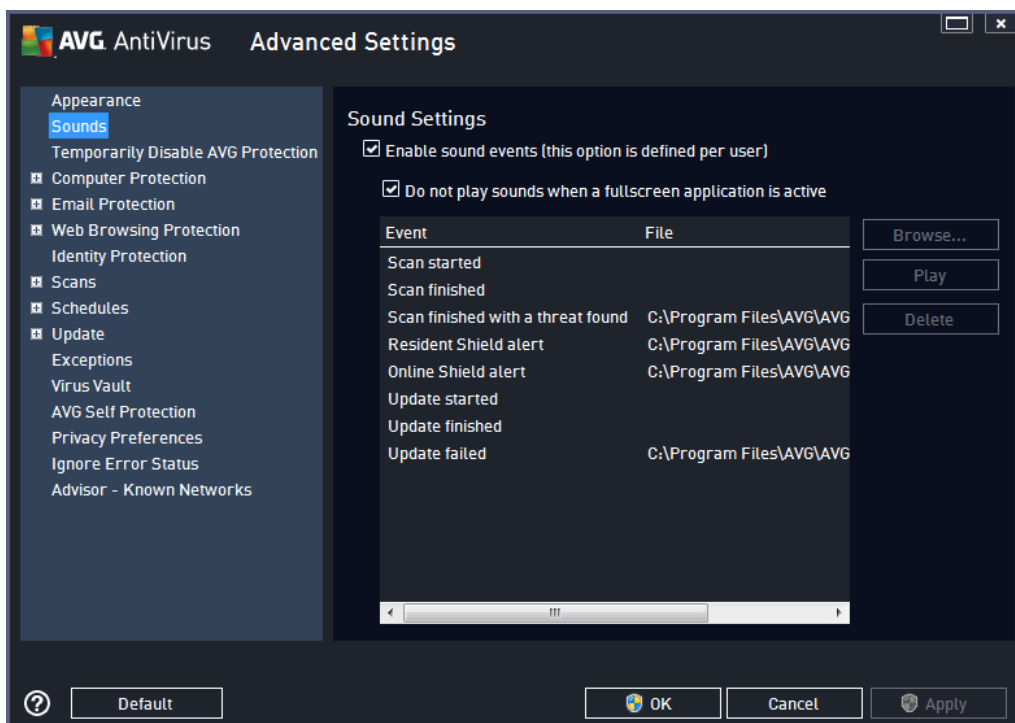 AVG AntiVirus Advanced Settings
Appearance
Sounds
Temporarily Disable AVG Protection
Computer Protection
Email Protection
Web Browsing Protection
Identity Protection
Scans
Schedules
Update
Exceptions
Virus Vault
AVG Self Protection
Privacy Preferences
Ignore Error Status
Advisor - Known Networks
Sound Settings
Enable sound events (this option is defined per user)
Do not play sounds when a fullscreen application is active
Event File
Scan started
Scan finished
Scan finished with a threat found C:\Program Files\AVG\AVG
Resident Shield alert C:\Program Files\AVG\AVG
Online Shield alert C:\Program Files\AVG\AVG
Update started
Update finished
Update failed C:\Program Files\AVG\AVG
Browse...
Play
Delete
? Default OK Cancel Apply